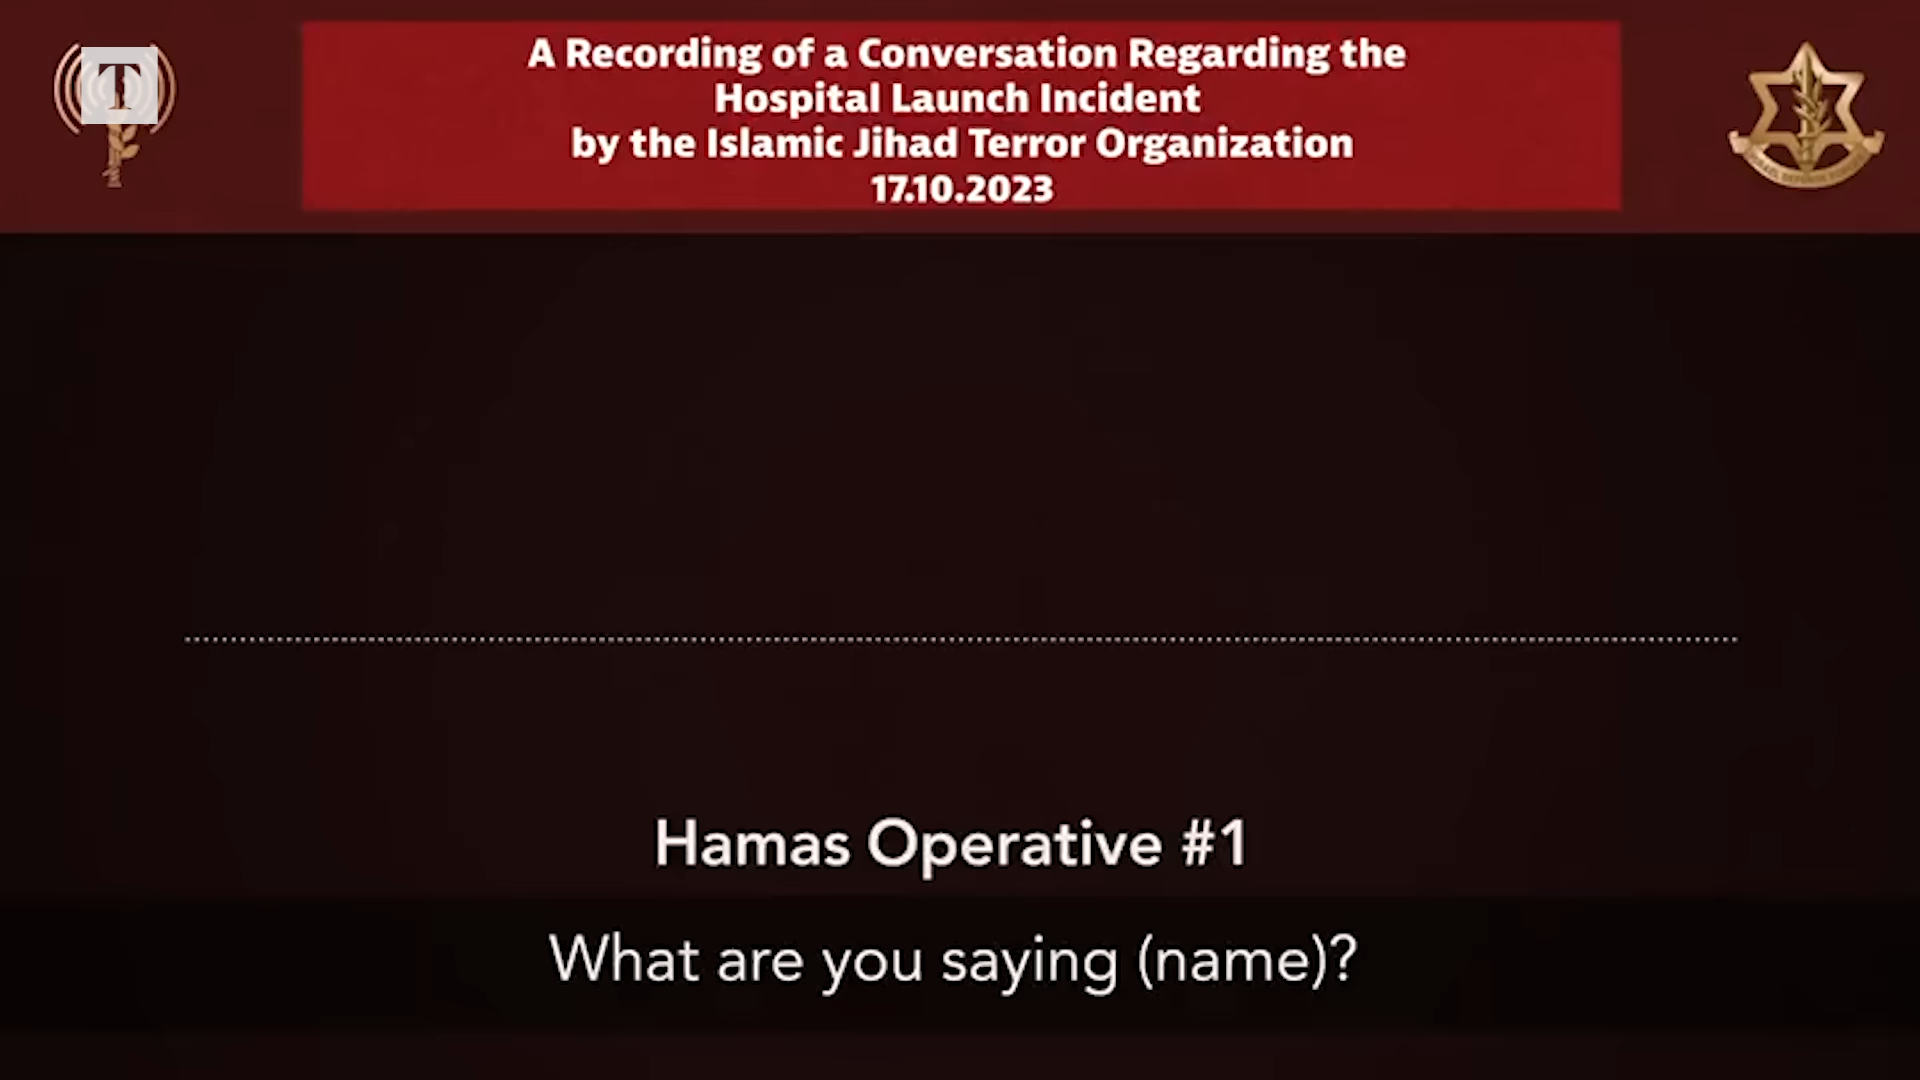 T
A Recording of a Conversation Regarding the
Hospital Launch Incident
by the Islamic Jihad Terror Organization
17.10.2023
Hamas Operative #1
What are you saying (name)?